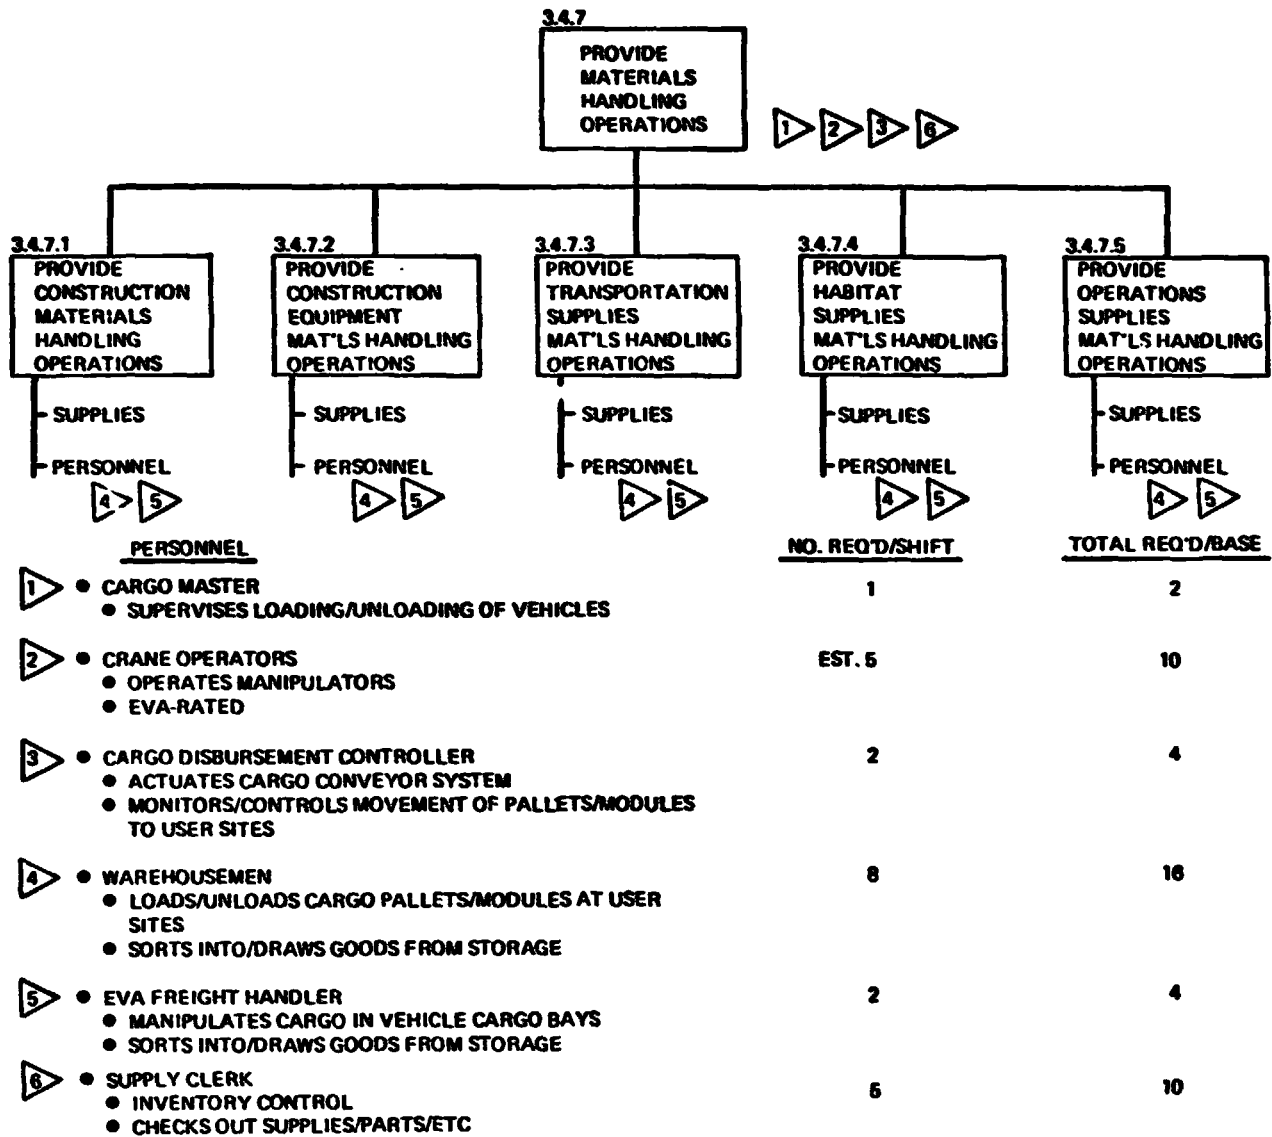 3.4.7
PROVIDE
MATERIALS
HANDLING
OPERATIONS
1 2 3 6
3.4.7.1
PROVIDE
CONSTRUCTION
MATERIALS
HANDLING
OPERATIONS
SUPPLIES
PERSONNEL
4 5
3.4.7.2
PROVIDE
CONSTRUCTION
EQUIPMENT
MAT'LS HANDLING
OPERATIONS
SUPPLIES
PERSONNEL
4 5
3.4.7.3
PROVIDE
TRANSPORTATION
SUPPLIES
MAT'LS HANDLING
OPERATIONS
SUPPLIES
PERSONNEL
4 5
3.4.7.4
PROVIDE
HABITAT
SUPPLIES
MAT'LS HANDLING
OPERATIONS
SUPPLIES
PERSONNEL
4 5
3.4.7.5
PROVIDE
OPERATIONS
SUPPLIES
MAT'LS HANDLING
OPERATIONS
SUPPLIES
PERSONNEL
4 5
PERSONNEL NO. REQ'D/SHIFT TOTAL REQ'D/BASE
1 ● CARGO MASTER 1 2
● SUPERVISES LOADING/UNLOADING OF VEHICLES
2 ● CRANE OPERATORS EST. 5 10
● OPERATES MANIPULATORS
● EVA-RATED
3 ● CARGO DISBURSEMENT CONTROLLER 2 4
● ACTUATES CARGO CONVEYOR SYSTEM
● MONITORS/CONTROLS MOVEMENT OF PALLETS/MODULES
TO USER SITES
4 ● WAREHOUSEMEN 8 16
● LOADS/UNLOADS CARGO PALLETS/MODULES AT USER
SITES
● SORTS INTO/DRAWS GOODS FROM STORAGE
5 ● EVA FREIGHT HANDLER 2 4
● MANIPULATES CARGO IN VEHICLE CARGO BAYS
● SORTS INTO/DRAWS GOODS FROM STORAGE
6 ● SUPPLY CLERK 5 10
● INVENTORY CONTROL
● CHECKS OUT SUPPLIES/PARTS/ETC